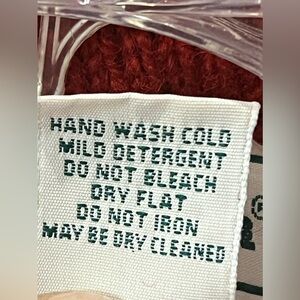 HAND WASH COLD
MILD DETERGENT
DO NOT BLEACH
DRY FLAT
DO NOT IRON
MAY BE DRY CLEANED